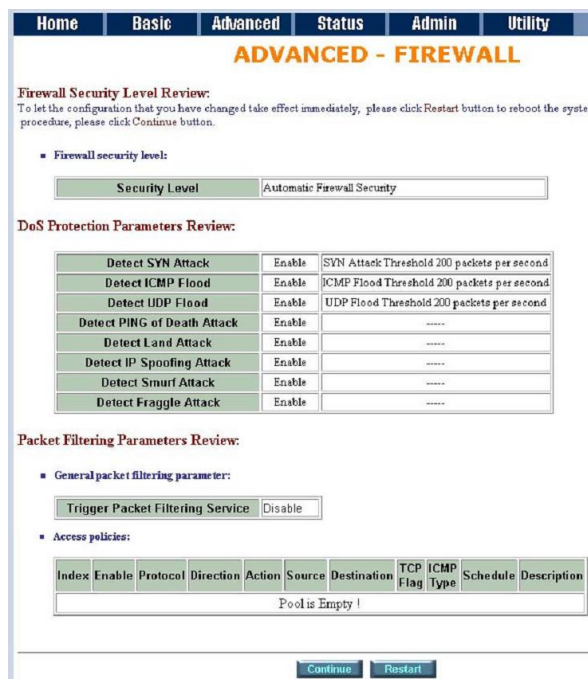 Home Basic Advanced Status Admin Utility
ADVANCED - FIREWALL
Firewall Security Level Review:
To let the configuration that you have changed take effect immediately, please click Restart button to reboot the syste
procedure, please click Continue button.
Firewall security level:
Security Level Automatic Firewall Security
DoS Protection Parameters Review:
Detect SYN Attack Enable SYN Attack Threshold 200 packets per second
Detect ICMP Flood Enable ICMP Flood Threshold 200 packets per second
Detect UDP Flood Enable UDP Flood Threshold 200 packets per second
Detect PING of Death Attack Enable -----
Detect Land Attack Enable -----
Detect IP Spoofing Attack Enable -----
Detect Smurf Attack Enable -----
Detect Fraggle Attack Enable -----
Packet Filtering Parameters Review:
General packet filtering parameter:
Trigger Packet Filtering Service Disable
Access policies:
Index Enable Protocol Direction Action Source Destination TCP Flag ICMP Type Schedule Description
Pool is Empty !
Continue Restart